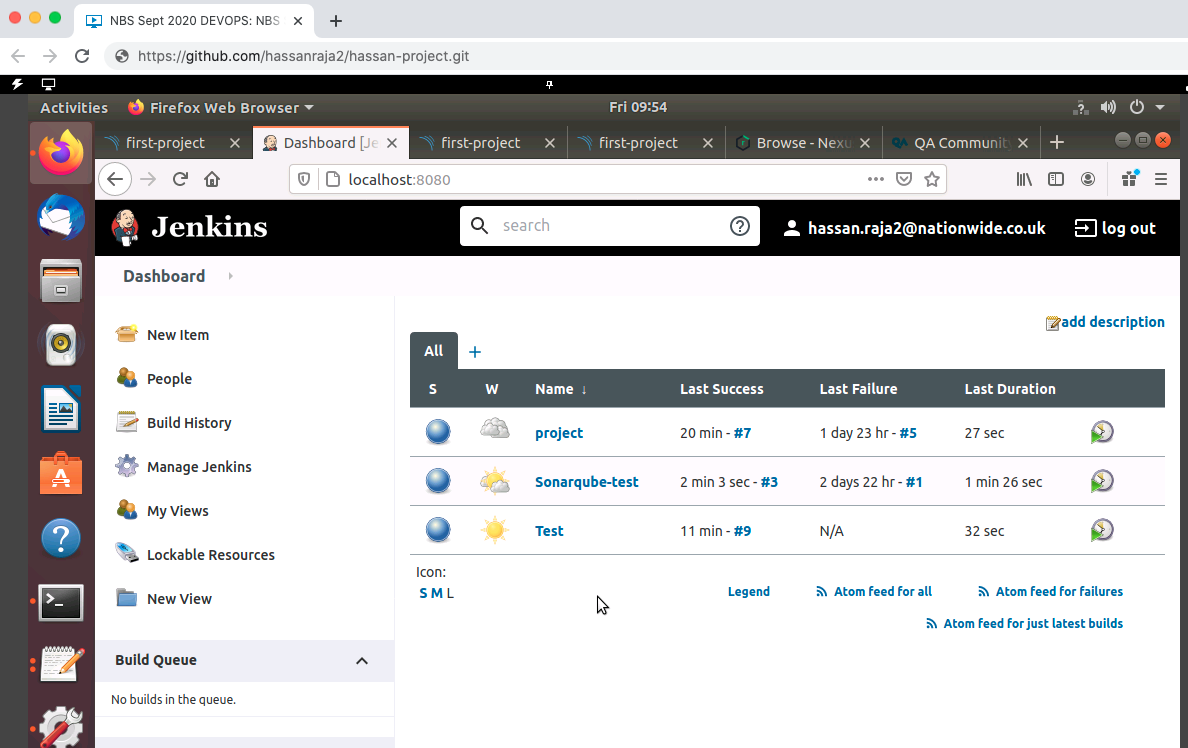 NBS Sept 2020 DEVOPS: NBS
https://github.com/hassanraja2/hassan-project.git
Activities Firefox Web Browser Fri 09:54
first-project Dashboard [Je first-project first-project Browse - Nexu QA Communit
localhost:8080
Jenkins search hassan.raja2@nationwide.co.uk log out
Dashboard
add description
New Item
People
Build History
Manage Jenkins
My Views
Lockable Resources
New View
Build Queue
No builds in the queue.
All +
S W Name ↓ Last Success Last Failure Last Duration
project 20 min - #7 1 day 23 hr - #5 27 sec
Sonarqube-test 2 min 3 sec - #3 2 days 22 hr - #1 1 min 26 sec
Test 11 min - #9 N/A 32 sec
Icon:
S M L
Legend Atom feed for all Atom feed for failures
Atom feed for just latest builds